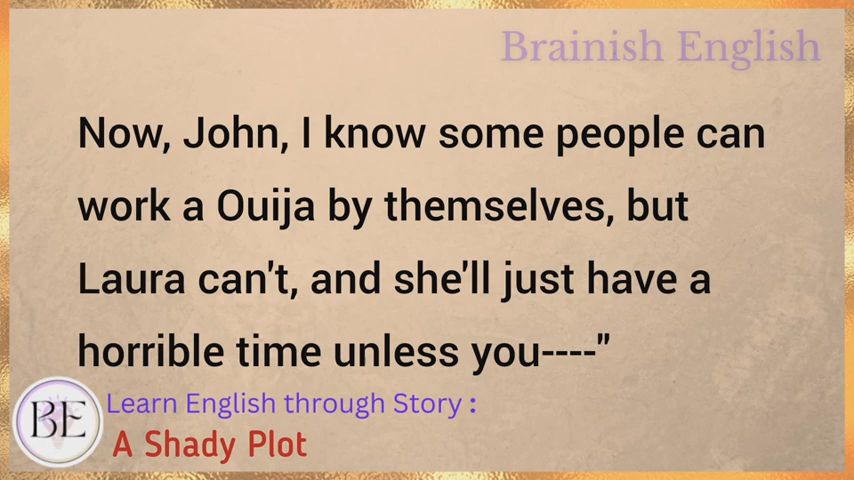 Brainish English
Now, John, I know some people can
work a Ouija by themselves, but
Laura can't, and she'll just have a
horrible time unless you----"
BE
Learn English through Story :
A Shady Plot